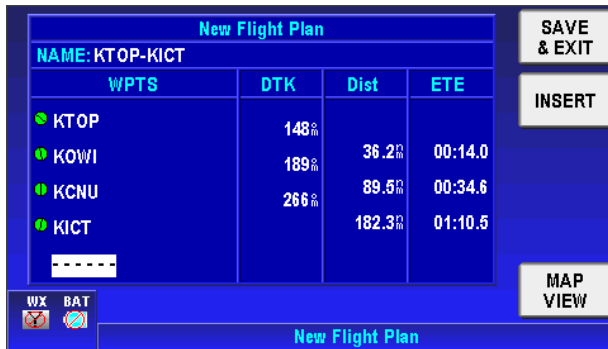 New Flight Plan
NAME: KTOP-KICT
WPTS DTK Dist ETE
KTOP
148°m
KOWI 36.2nm 00:14.0
189°m
KCNU 89.5nm 00:34.6
266°m
KICT 182.3nm 01:10.5
------
SAVE
& EXIT
INSERT
MAP
VIEW
WX BAT
New Flight Plan